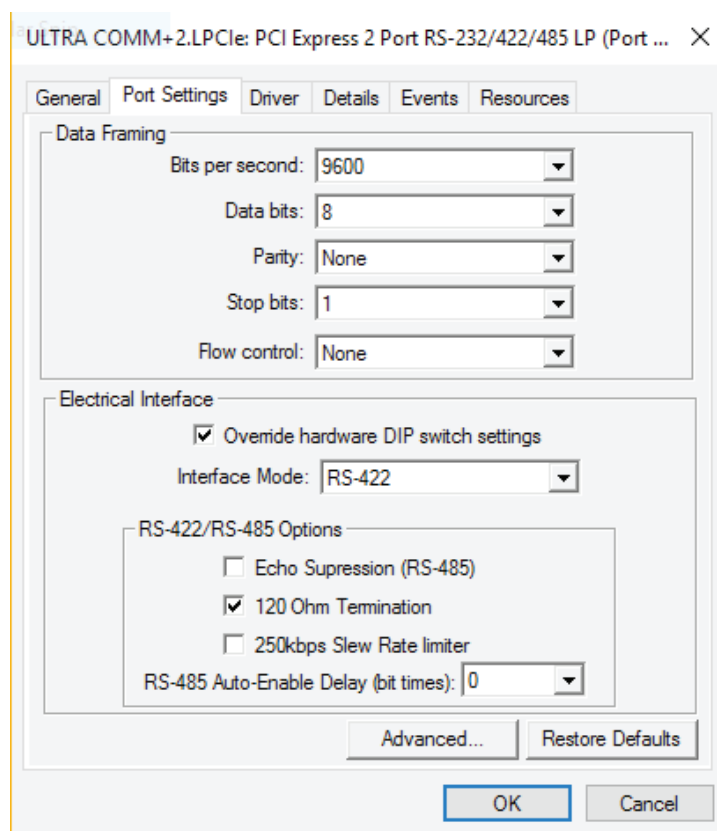 ULTRA COMM+2.LPCIe: PCI Express 2 Port RS-232/422/485 LP (Port ...
General Port Settings Driver Details Events Resources
Data Framing
Bits per second: 9600
Data bits: 8
Parity: None
Stop bits: 1
Flow control: None
Electrical Interface
Override hardware DIP switch settings
Interface Mode: RS-422
RS-422/RS-485 Options
Echo Supression (RS-485)
120 Ohm Termination
250kbps Slew Rate limiter
RS-485 Auto-Enable Delay (bit times): 0
Advanced... Restore Defaults
OK Cancel